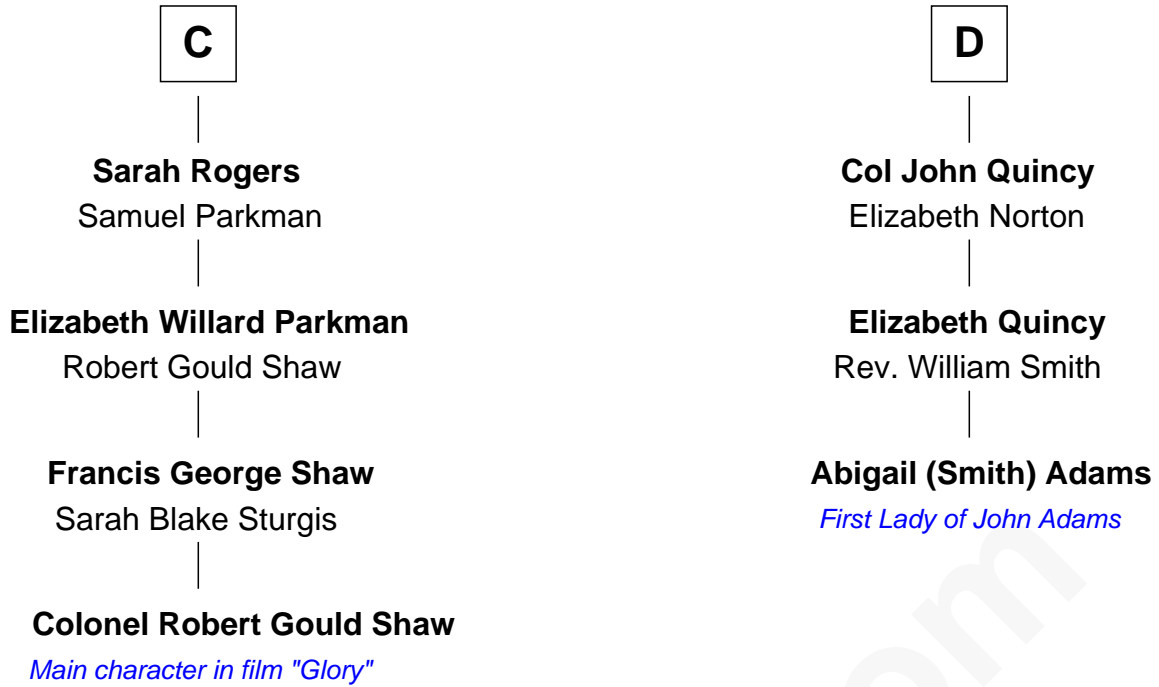 C
Sarah Rogers
Samuel Parkman
Elizabeth Willard Parkman
Robert Gould Shaw
Francis George Shaw
Sarah Blake Sturgis
Colonel Robert Gould Shaw
Main character in film "Glory"
D
Col John Quincy
Elizabeth Norton
Elizabeth Quincy
Rev. William Smith
Abigail (Smith) Adams
First Lady of John Adams